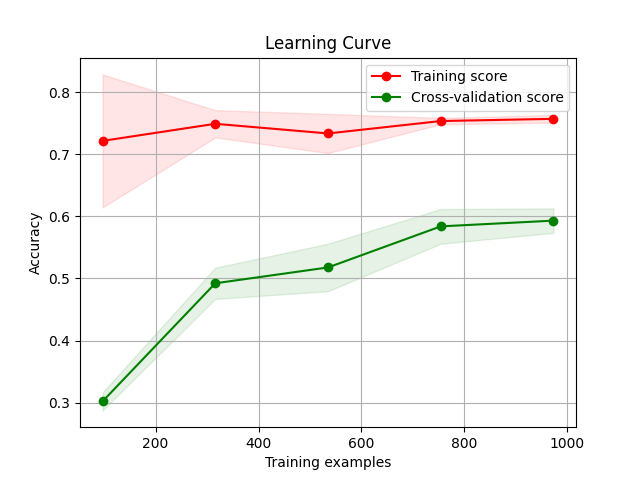 Learning Curve
Training score
Cross-validation score
0.8
0.7
0.6
0.5
0.4
0.3
Accuracy
200
400
600
800
1000
Training examples